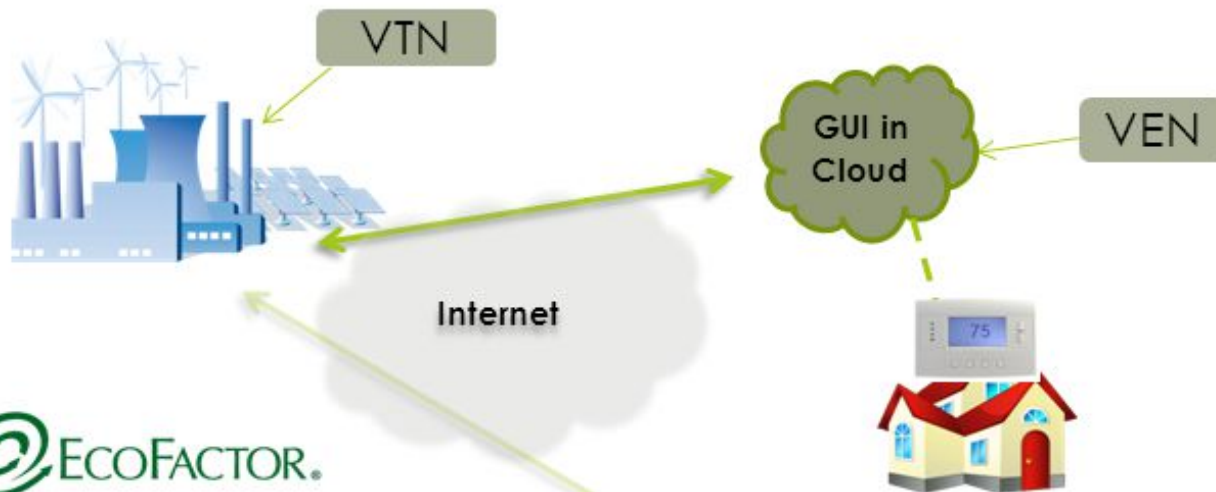 VTN
GUI in
Cloud
VEN
Internet
75
ECOFACTOR®